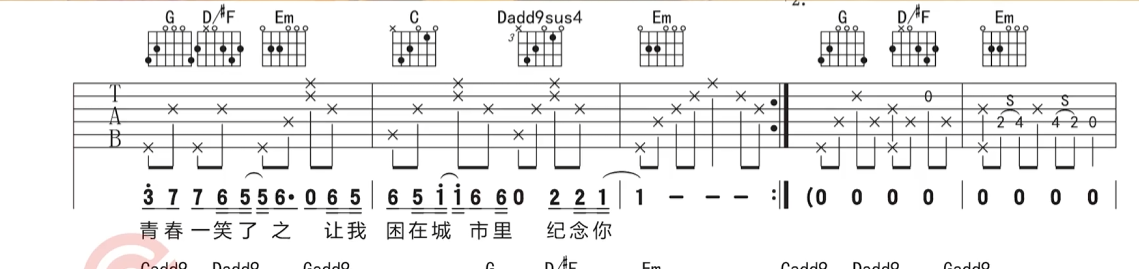 2.
G D/#F Em C Dadd9sus4 Em G D/#F Em
3
T A B 0 S 2 4 S 4 2 0
3 7 7 6 5 5 6· 0 6 5 | 6 5 i i 6 6 0 2 2 1 | 1 – – – :| (0 0 0 0 | 0 0 0 0 |
青春一笑了之 让我 困在城 市里 纪念你
Cadd9 Dadd9 Gadd9 G D/#F Em Cadd9 Dadd9 Gadd9